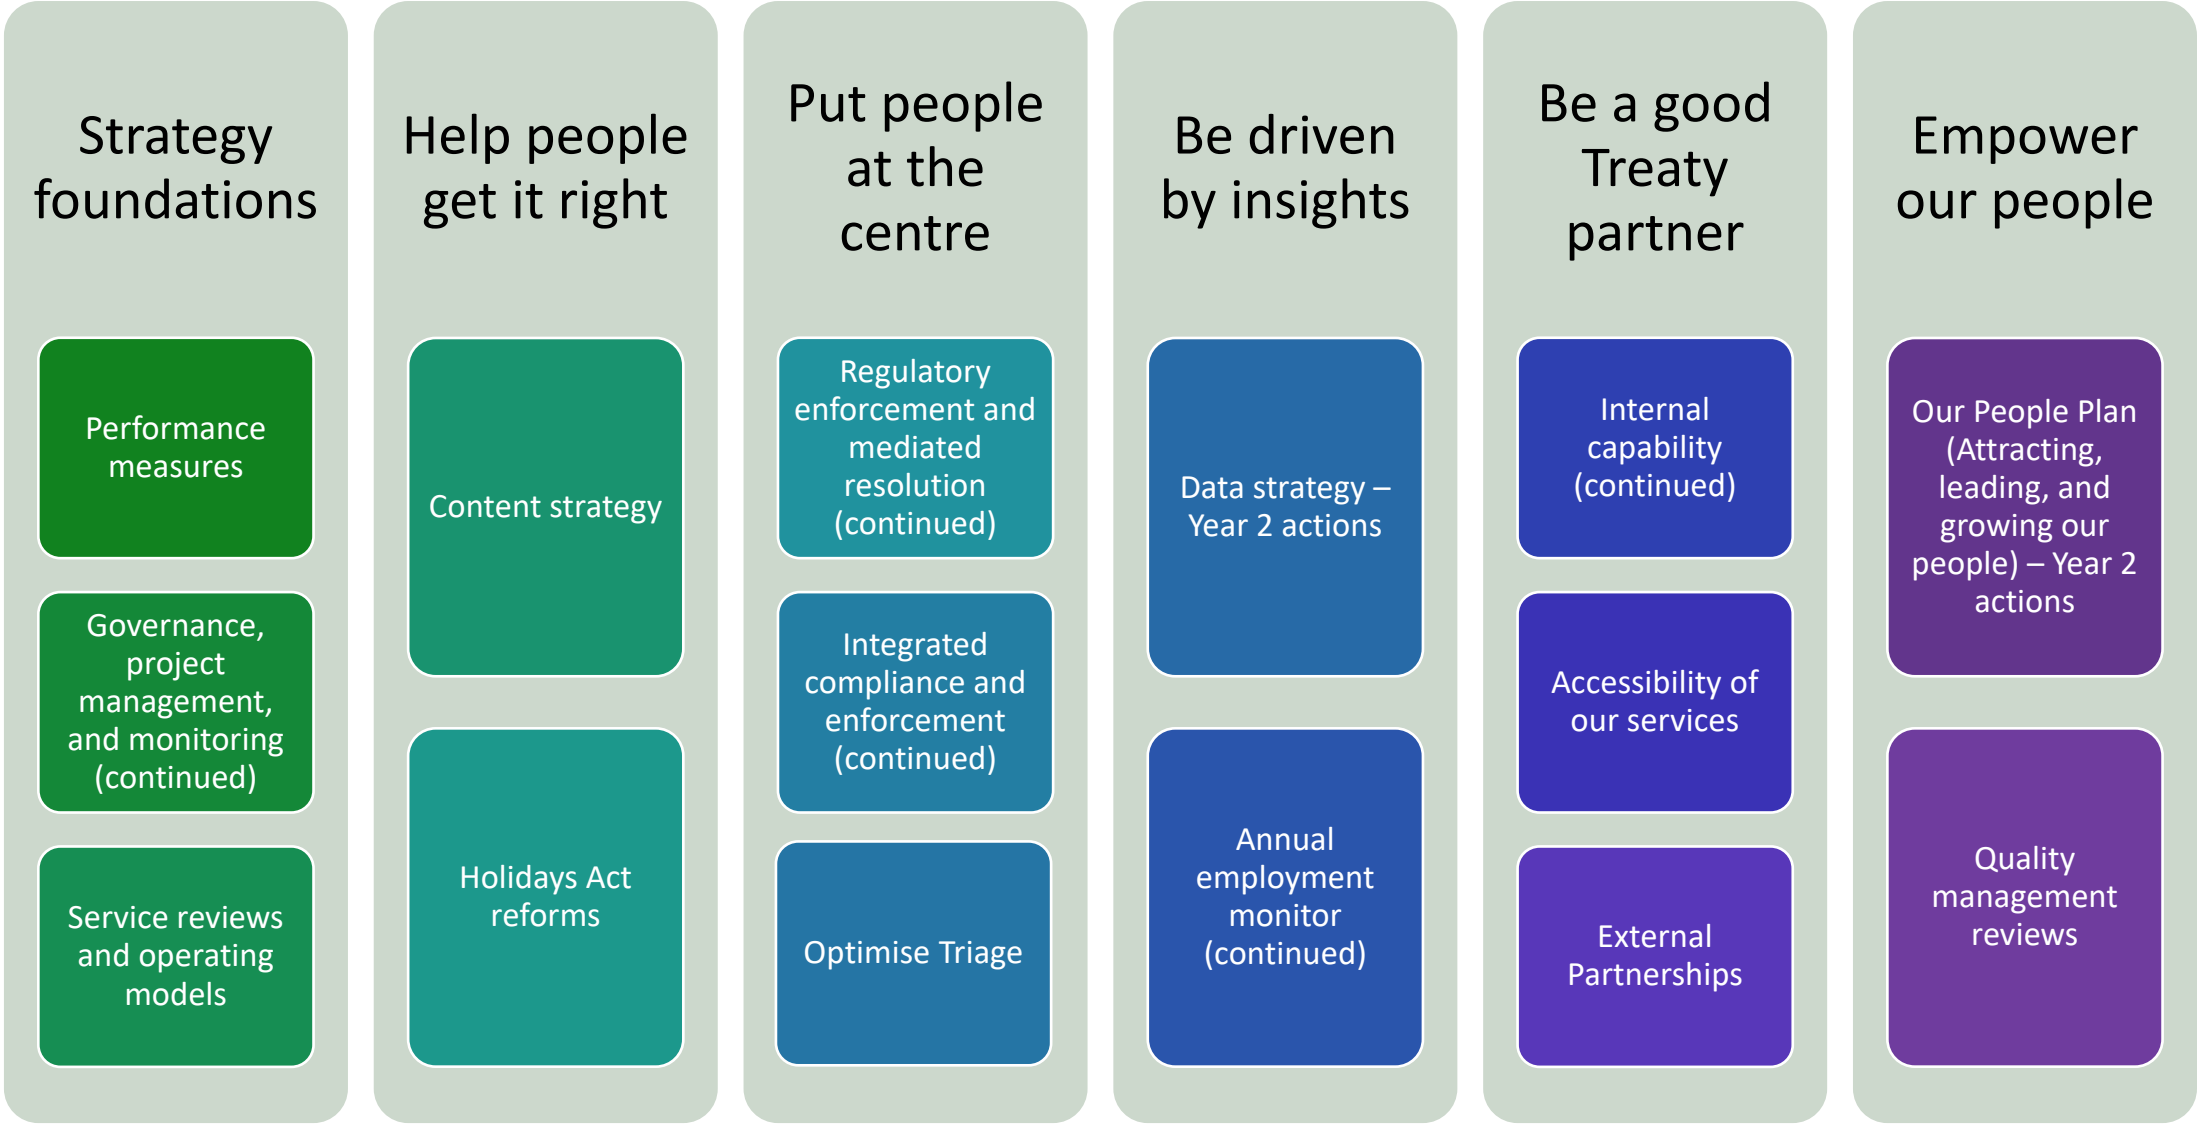 Strategy
foundations
Performance
measures
Governance,
project
management,
and monitoring
(continued)
Service reviews
and operating
models
Help people
get it right
Content strategy
Holidays Act
reforms
Put people
at the
centre
Regulatory
enforcement and
mediated
resolution
(continued)
Integrated
compliance and
enforcement
(continued)
Optimise Triage
Be driven
by insights
Data strategy –
Year 2 actions
Annual
employment
monitor
(continued)
Be a good
Treaty
partner
Internal
capability
(continued)
Accessibility of
our services
External
Partnerships
Empower
our people
Our People Plan
(Attracting,
leading, and
growing our
people) – Year 2
actions
Quality
management
reviews